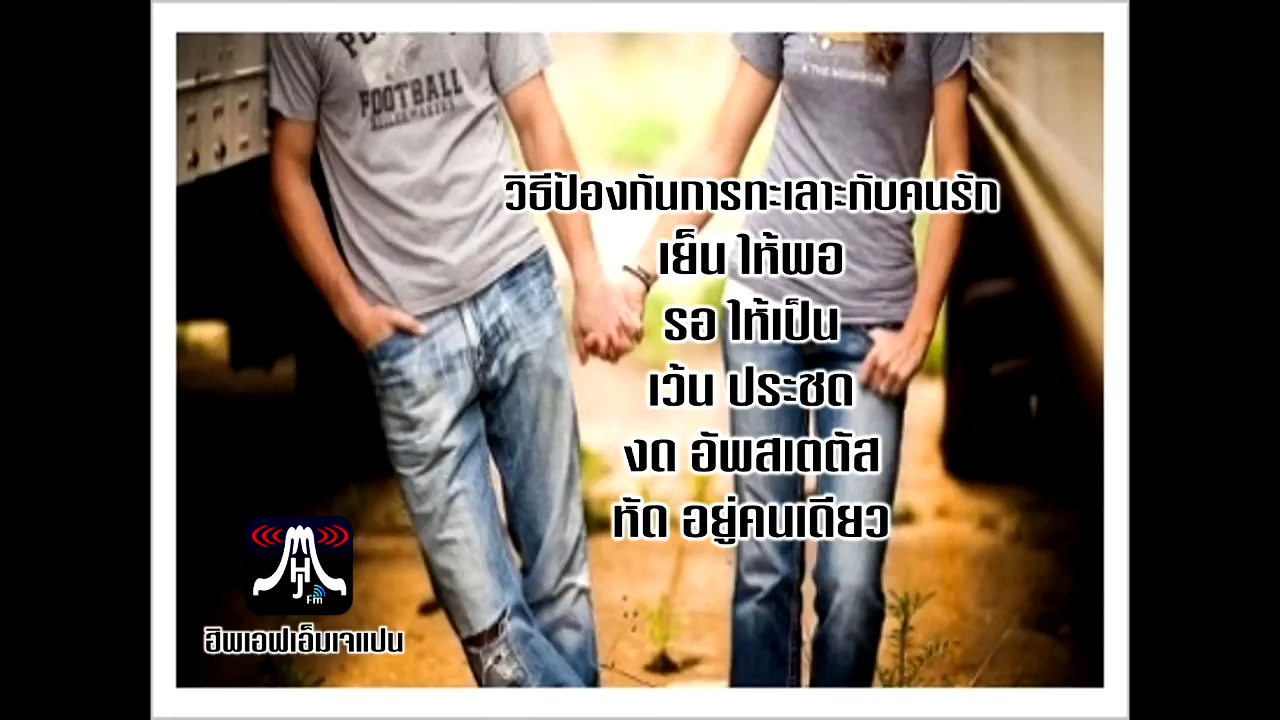 FOOTBALL
วิธีป้องกันการทะเลาะกับคนรัก
เย็น ให้พอ
รอ ให้เป็น
เว้น ประชด
งด อัพสเตตัส
หัด อยู่คนเดียว
MHJ
Fm
ฮิพเอฟเอ็มเจแปน